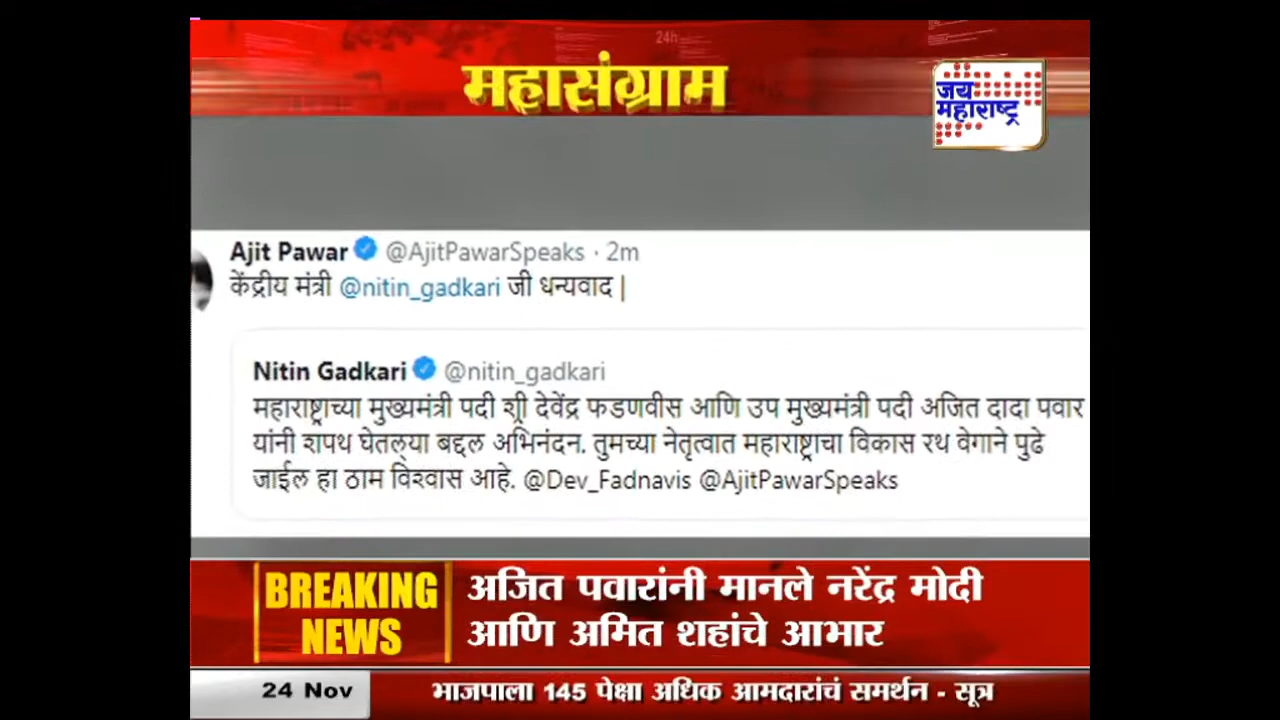 24h
महासंग्राम
जय
महाराष्ट्र
Ajit Pawar @AjitPawarSpeaks · 2m
केंद्रीय मंत्री @nitin_gadkari जी धन्यवाद |
Nitin Gadkari @nitin_gadkari
महाराष्ट्राच्या मुख्यमंत्री पदी श्री देवेंद्र फडणवीस आणि उप मुख्यमंत्री पदी अजित दादा पवार
यांनी शपथ घेतल्या बद्दल अभिनंदन. तुमच्या नेतृत्वात महाराष्ट्राचा विकास रथ वेगाने पुढे
जाईल हा ठाम विश्वास आहे. @Dev_Fadnavis @AjitPawarSpeaks
BREAKING
NEWS
अजित पवारांनी मानले नरेंद्र मोदी
आणि अमित शहांचे आभार
24 Nov
भाजपाला 145 पेक्षा अधिक आमदारांचं समर्थन - सूत्र